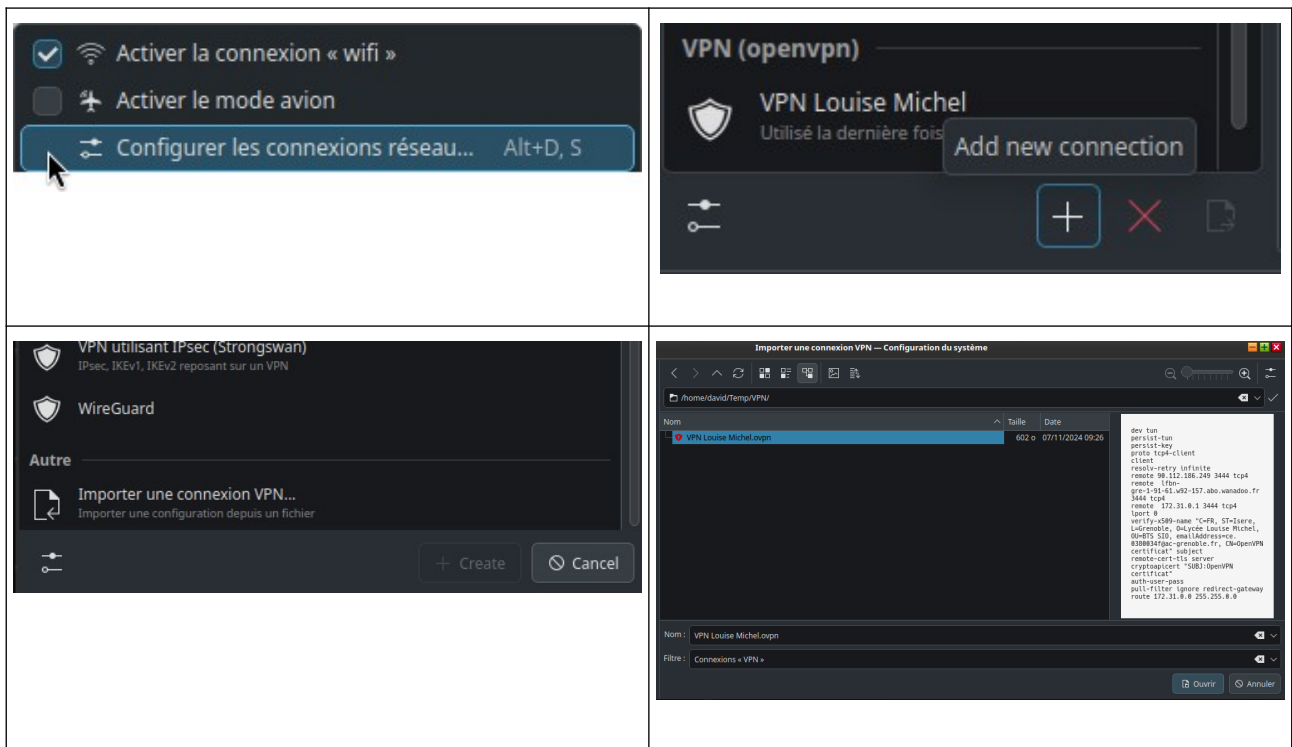 Activer la connexion « wifi »
Activer le mode avion
Configurer les connexions réseau... Alt+D, S
VPN (openvpn)
VPN Louise Michel
Utilisé la dernière fois
Add new connection
VPN utilisant IPsec (Strongswan)
IPsec, IKEv1, IKEv2 reposant sur un VPN
WireGuard
Autre
Importer une connexion VPN...
Importer une configuration depuis un fichier
Create
Cancel
Importer une connexion VPN — Configuration du système
/home/david/Temp/VPN/
Nom Taille Date
VPN Louise Michel.ovpn 602 o 07/11/2024 09:26
dev tun
persist-tun
persist-key
proto tcp4-client
client
resolv-retry infinite
remote 90.112.186.249 3444 tcp4
remote lfbn-
gre-1-91-61.w92-157.abo.wanadoo.fr
3444 tcp4
remote 172.31.0.1 3444 tcp4
lport 0
verify-x509-name "C=FR, ST=Isere,
L=Grenoble, O=Lycée Louise Michel,
OU=BTS SIO, emailAddress=ce.
0380034f@ac-grenoble.fr, CN=OpenVPN
certificat" subject
remote-cert-tls server
cryptoapicert "SUBJ:OpenVPN
certificat"
auth-user-pass
pull-filter ignore redirect-gateway
route 172.31.0.0 255.255.0.0
Nom : VPN Louise Michel.ovpn
Filtre : Connexions « VPN »
Ouvrir
Annuler